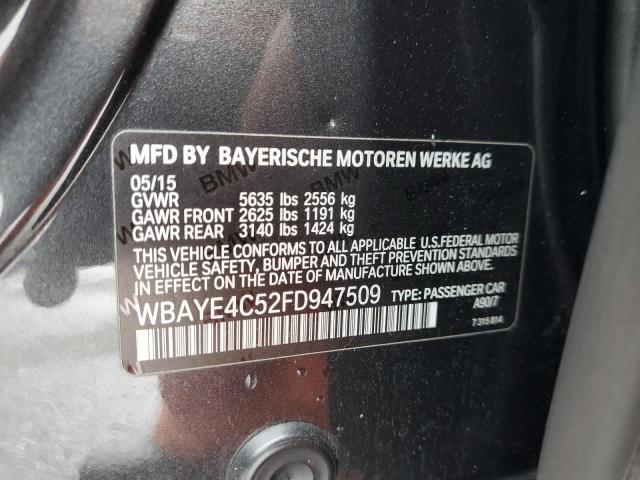 MFD BY BAYERISCHE MOTOREN WERKE AG
05/15
GVWR 5635 lbs 2556 kg
GAWR FRONT 2625 lbs 1191 kg
GAWR REAR 3140 lbs 1424 kg
THIS VEHICLE CONFORMS TO ALL APPLICABLE U.S.FEDERAL MOTOR
VEHICLE SAFETY, BUMPER AND THEFT PREVENTION STANDARDS
IN EFFECT ON THE DATE OF MANUFACTURE SHOWN ABOVE.
WBAYE4C52FD947509 TYPE: PASSENGER CAR
A90/7
7 315 814